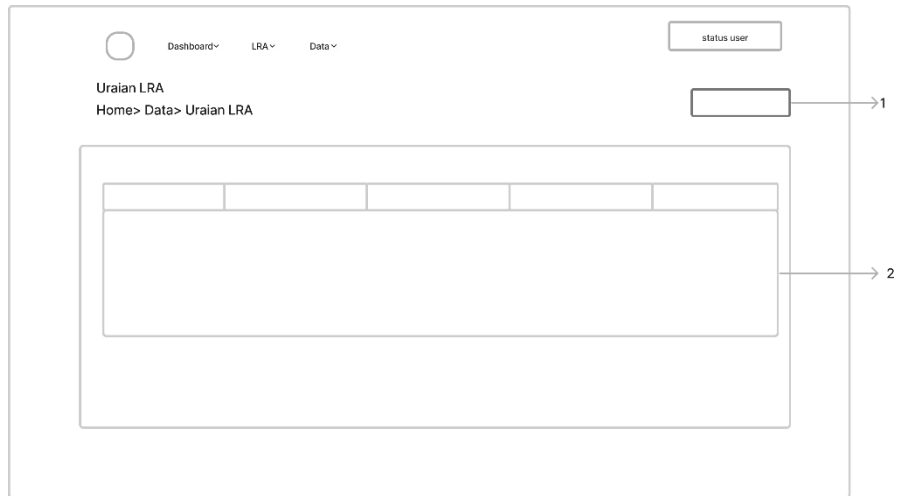 Dashboard LRA Data status user
Uraian LRA
Home> Data> Uraian LRA
1
2